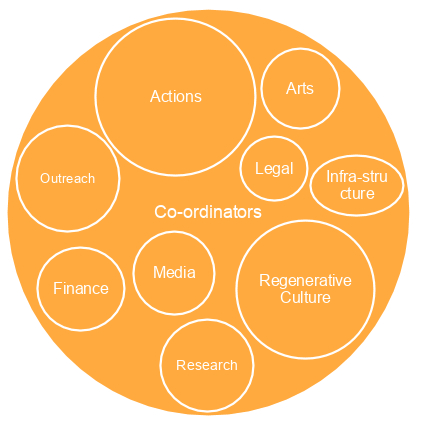 Actions
Arts
Legal
Outreach
Infra-stru
cture
Co-ordinators
Finance
Media
Regenerative
Culture
Research